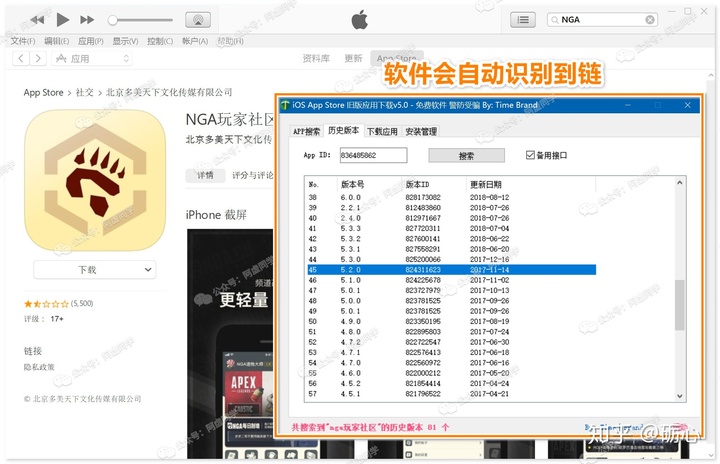 NGA
文件(F) 编辑(E) 应用(P) 显示(V) 控制(C) 帐户(A) 帮助(H)
应用 资料库 更新 App Store
软件会自动识别到链
App Store > 社交 > 北京多美天下文化传媒有限公司
NGA玩家社区
北京多美天下文化传
详情 评分与评论
iPhone 截屏
下载
(5,500)
评级： 17+
链接
隐私政策
© 北京多美天下文化传媒有限公司
更轻量
NGA
APEX
iOS App Store 旧版应用下载v5.0 - 免费软件 警防受骗 By: Time Brand
APP搜索 历史版本 下载应用 安装管理
App ID: 836485862 搜索 备用接口
No. 版本号 版本ID 更新日期
38 6.0.0 828173082 2018-08-12
39 2.2.1 812483860 2018-07-26
40 2.4.0 812971667 2018-07-26
41 5.3.3 827720311 2018-07-04
42 5.3.2 827600141 2018-06-22
43 5.3.1 827558291 2018-06-20
44 5.3.0 825200066 2017-12-16
45 5.2.0 824311623 2017-11-14
46 5.1.0 824225678 2017-11-02
47 5.0.1 823727979 2017-10-13
48 5.0.0 823781525 2017-09-26
49 5.0.1 823781525 2017-09-26
50 4.9.0 823350195 2017-08-19
51 4.8.0 822895803 2017-07-24
52 4.7.2 822722547 2017-06-30
53 4.7.1 822576413 2017-06-18
54 4.7.0 822560972 2017-06-16
55 4.6.0 822000212 2017-05-20
56 4.5.2 821854414 2017-04-24
57 4.5.1 821796522 2017-04-21
共搜索到"nga玩家社区"的历史版本 81 个
知乎 @砺心
公众号：阿虚同学